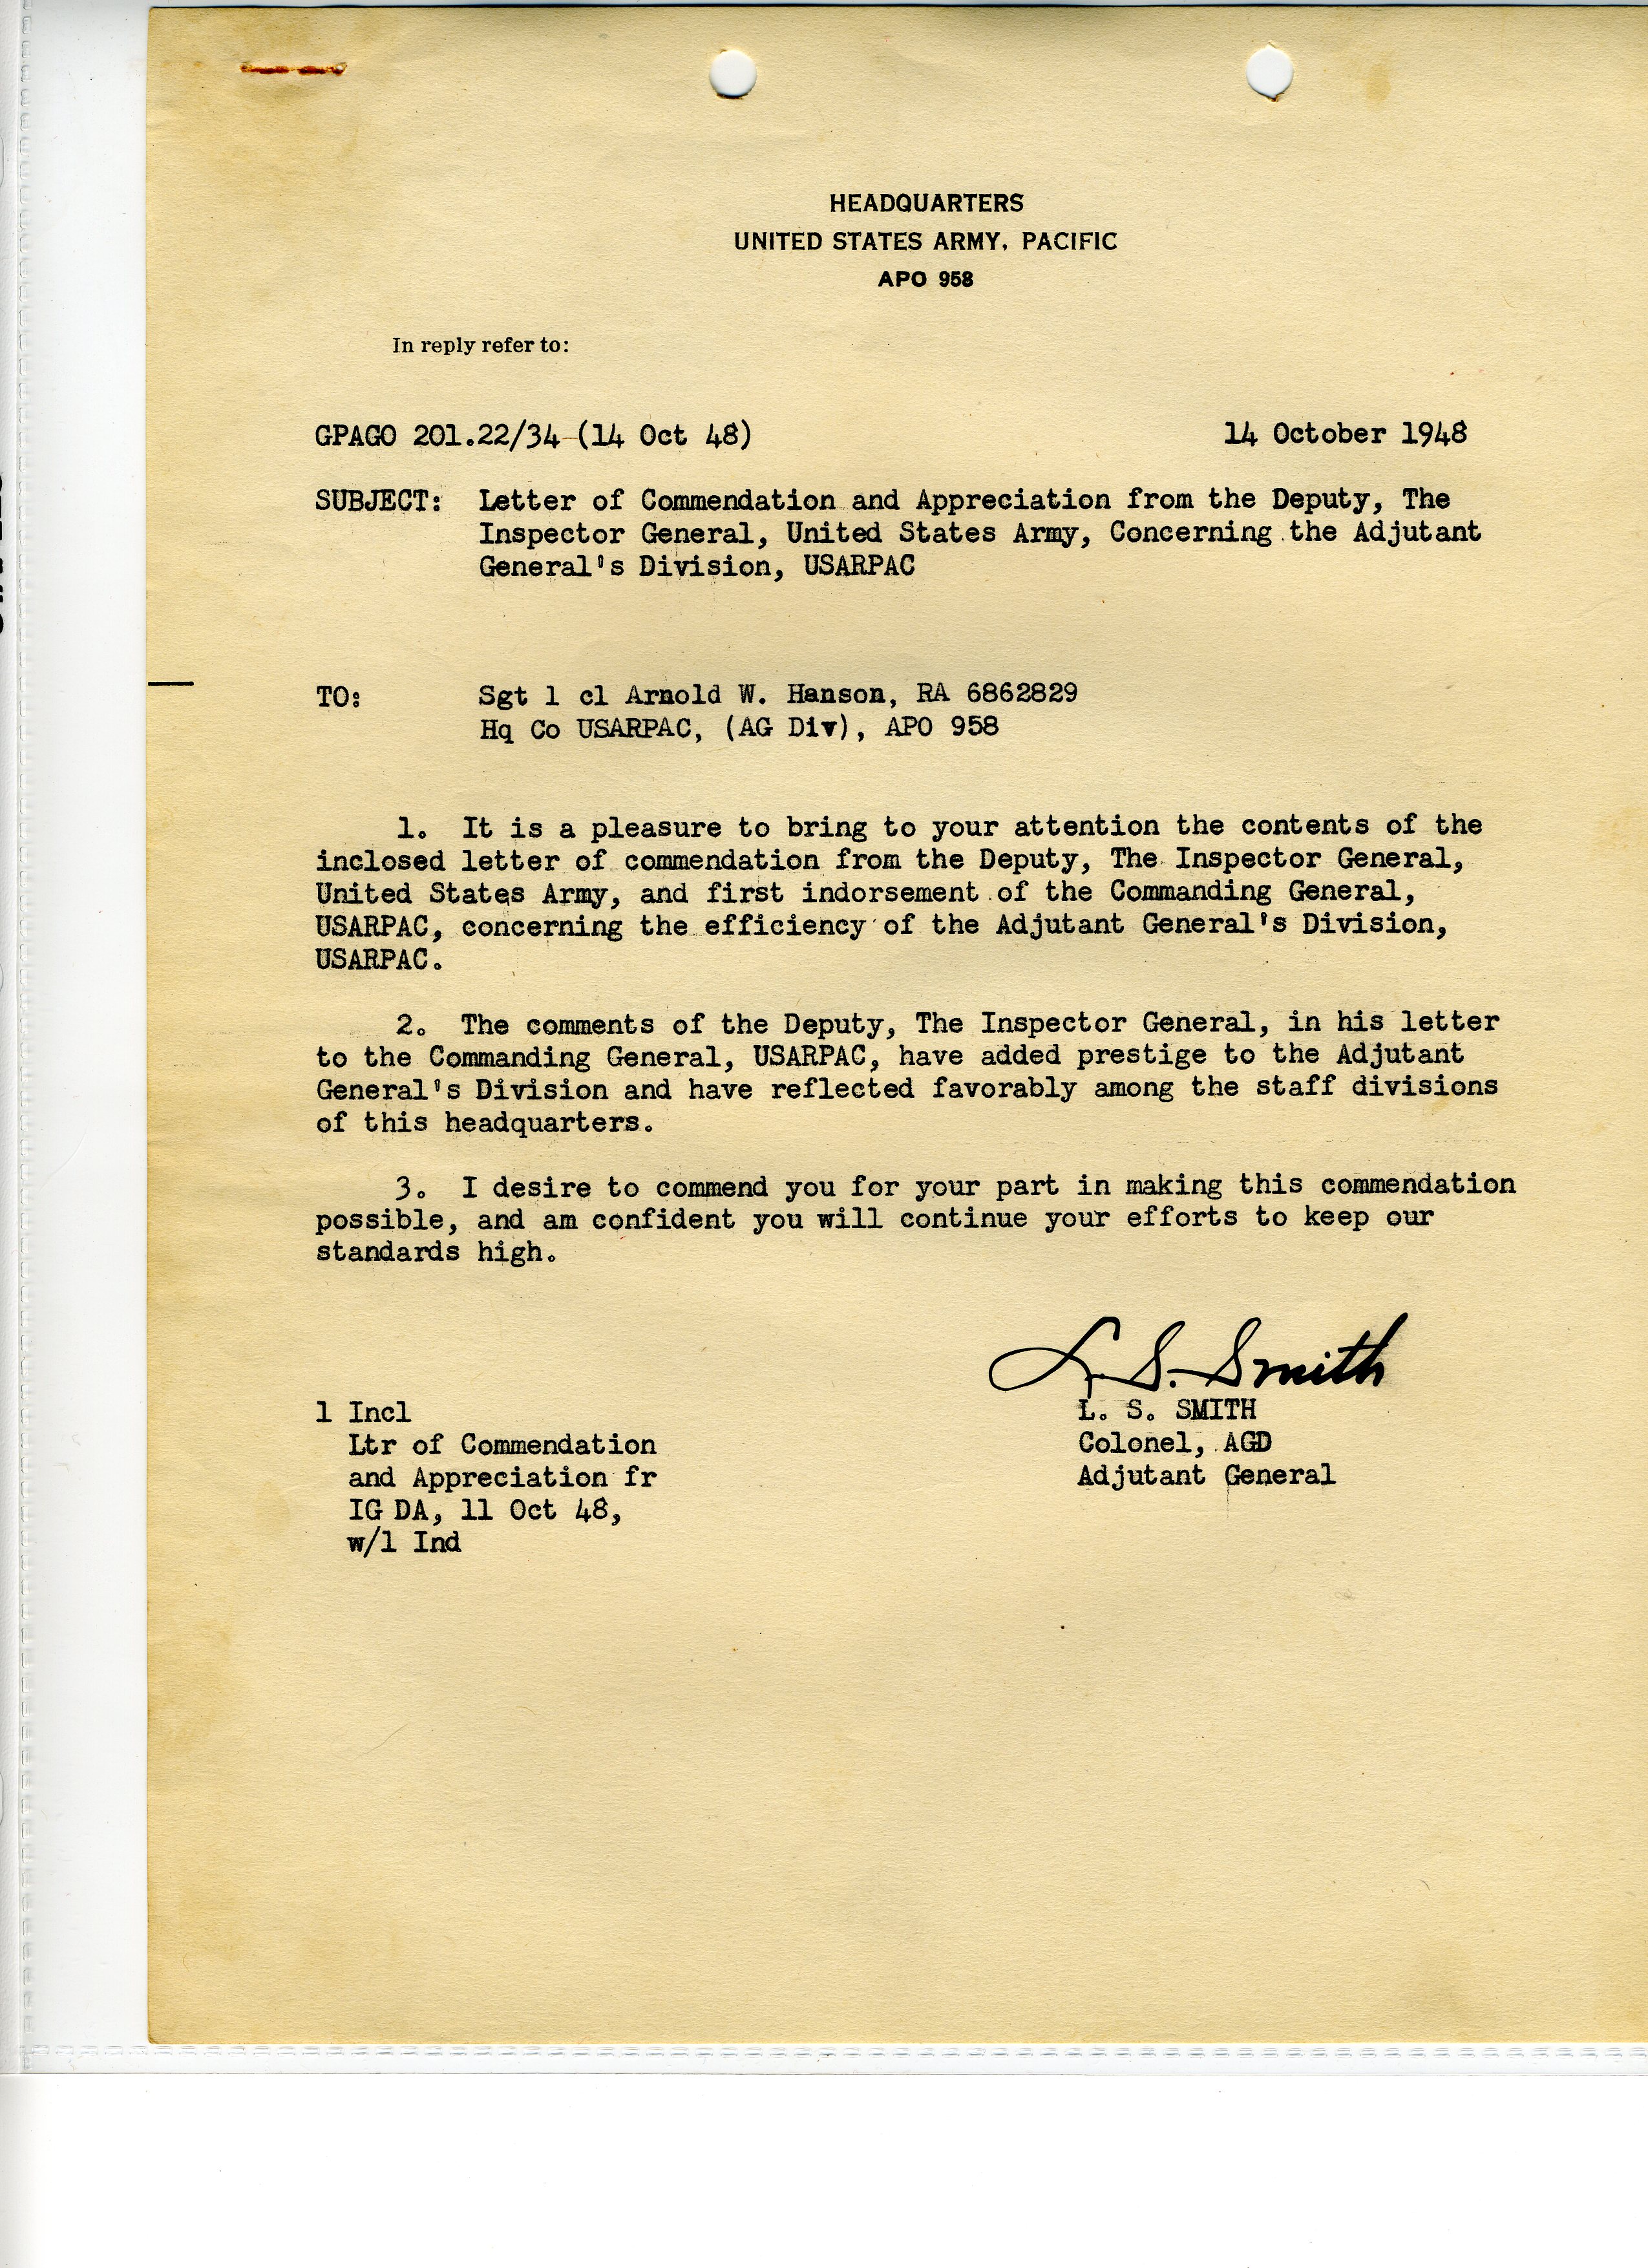 HEADQUARTERS
UNITED STATES ARMY, PACIFIC
APO 958
In reply refer to:
GPAGO 201.22/34 (14 Oct 48) 14 October 1948
SUBJECT: Letter of Commendation and Appreciation from the Deputy, The
Inspector General, United States Army, Concerning the Adjutant
General's Division, USARPAC
TO: Sgt 1 cl Arnold W. Hanson, RA 6862829
Hq Co USARPAC, (AG Div), APO 958
1. It is a pleasure to bring to your attention the contents of the
inclosed letter of commendation from the Deputy, The Inspector General,
United States Army, and first indorsement of the Commanding General,
USARPAC, concerning the efficiency of the Adjutant General's Division,
USARPAC.
2. The comments of the Deputy, The Inspector General, in his letter
to the Commanding General, USARPAC, have added prestige to the Adjutant
General's Division and have reflected favorably among the staff divisions
of this headquarters.
3. I desire to commend you for your part in making this commendation
possible, and am confident you will continue your efforts to keep our
standards high.
L. S. Smith
L. S. SMITH
Colonel, AGD
Adjutant General
1 Incl
Ltr of Commendation
and Appreciation fr
IG DA, 11 Oct 48,
w/1 Ind